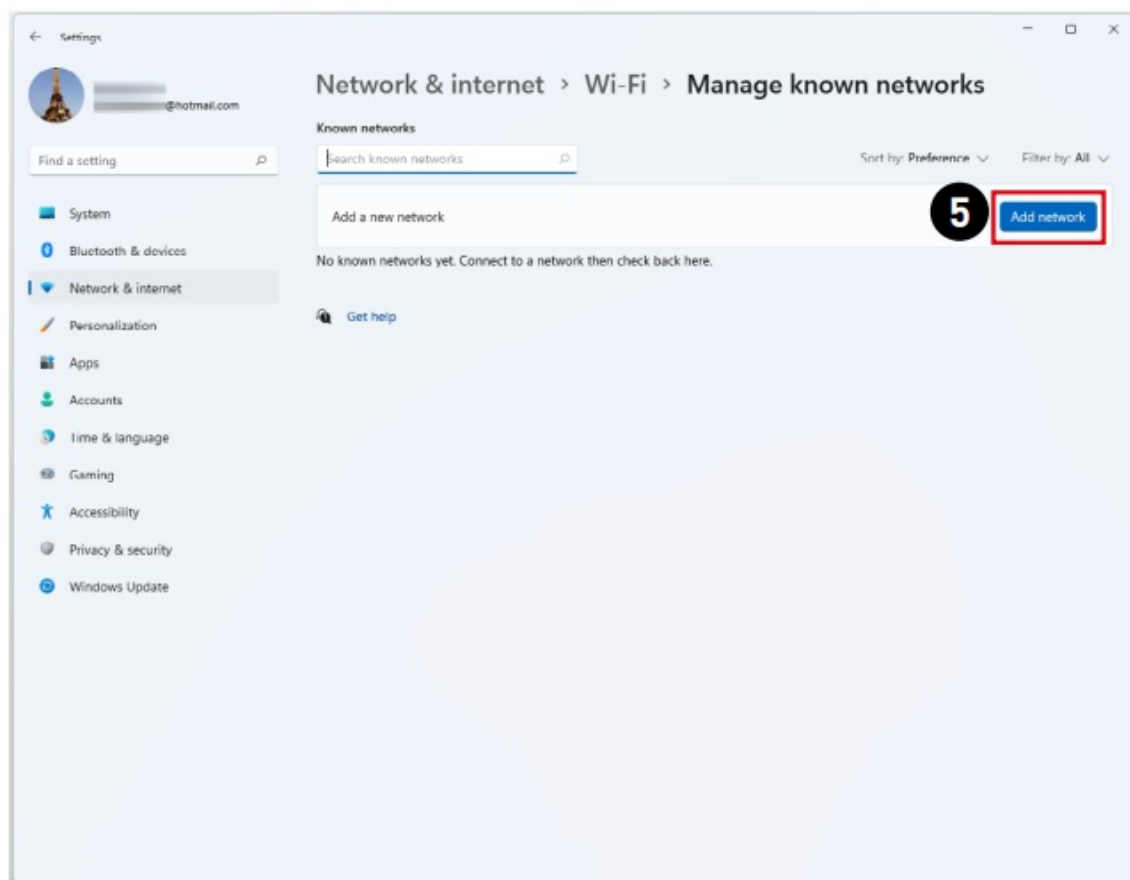 Settings
@hotmail.com
Find a setting
System
Bluetooth & devices
Network & internet
Personalization
Apps
Accounts
Time & language
Gaming
Accessibility
Privacy & security
Windows Update
Network & internet > Wi-Fi > Manage known networks
Known networks
Search known networks
Sort by: Preference
Filter by: All
Add a new network
5
Add network
No known networks yet. Connect to a network then check back here.
Get help